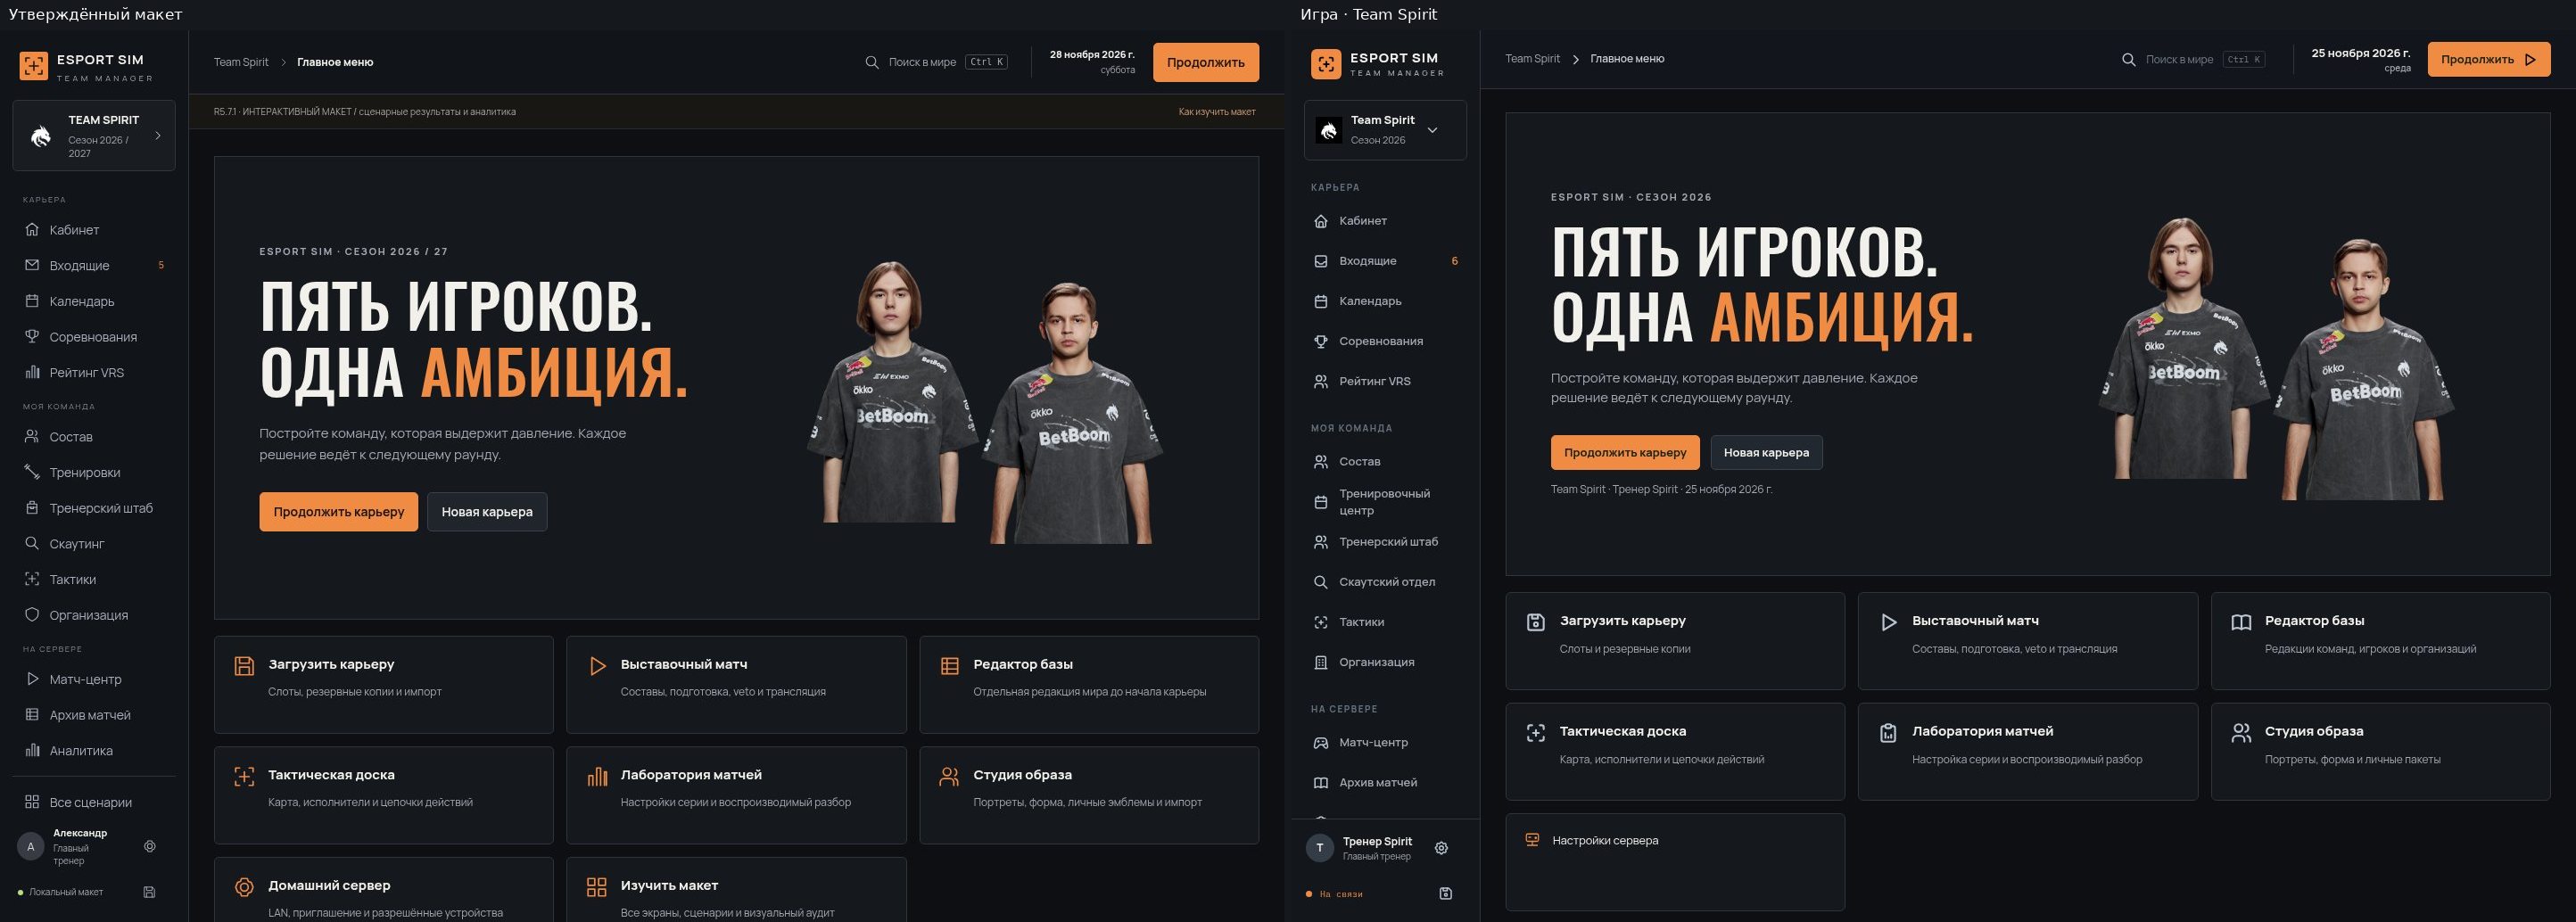 Утверждённый макет
ESPORT SIM
TEAM MANAGER
TEAM SPIRIT
Сезон 2026 /
2027
КАРЬЕРА
Кабинет
Входящие 5
Календарь
Соревнования
Рейтинг VRS
МОЯ КОМАНДА
Состав
Тренировки
Тренерский штаб
Скаутинг
Тактики
Организация
НА СЕРВЕРЕ
Матч-центр
Архив матчей
Аналитика
Все сценарии
А
Александр
Главный
тренер
Локальный макет
Team Spirit > Главное меню
Поиск в мире Ctrl K
28 ноября 2026 г.
суббота
Продолжить
R5.7.1 · ИНТЕРАКТИВНЫЙ МАКЕТ / сценарные результаты и аналитика
Как изучить макет
ESPORT SIM · СЕЗОН 2026 / 27
ПЯТЬ ИГРОКОВ.
ОДНА АМБИЦИЯ.
Постройте команду, которая выдержит давление. Каждое
решение ведёт к следующему раунду.
Продолжить карьеру
Новая карьера
EXMO
BetBoom
ökko
BetBoom
ökko
BetBoom
Загрузить карьеру
Слоты, резервные копии и импорт
Выставочный матч
Составы, подготовка, veto и трансляция
Редактор базы
Отдельная редакция мира до начала карьеры
Тактическая доска
Карта, исполнители и цепочки действий
Лаборатория матчей
Настройки серии и воспроизводимый разбор
Студия образа
Портреты, форма, личные эмблемы и импорт
Домашний сервер
LAN, приглашение и разрешённые устройства
Изучить макет
Все экраны, сценарии и визуальный аудит
Игра · Team Spirit
ESPORT SIM
TEAM MANAGER
Team Spirit
Сезон 2026
КАРЬЕРА
Кабинет
Входящие 6
Календарь
Соревнования
Рейтинг VRS
МОЯ КОМАНДА
Состав
Тренировочный
центр
Тренерский штаб
Скаутский отдел
Тактики
Организация
НА СЕРВЕРЕ
Матч-центр
Архив матчей
Т
Тренер Spirit
Главный тренер
На связи
Team Spirit > Главное меню
Поиск в мире Ctrl K
25 ноября 2026 г.
среда
Продолжить
ESPORT SIM · СЕЗОН 2026
ПЯТЬ ИГРОКОВ.
ОДНА АМБИЦИЯ.
Постройте команду, которая выдержит давление. Каждое
решение ведёт к следующему раунду.
Продолжить карьеру
Новая карьера
Team Spirit · Тренер Spirit · 25 ноября 2026 г.
BetBoom
EXMO
ökko
BetBoom
ökko
BetBoom
Загрузить карьеру
Слоты и резервные копии
Выставочный матч
Составы, подготовка, veto и трансляция
Редактор базы
Редакции команд, игроков и организаций
Тактическая доска
Карта, исполнители и цепочки действий
Лаборатория матчей
Настройка серии и воспроизводимый разбор
Студия образа
Портреты, форма и личные пакеты
Настройки сервера